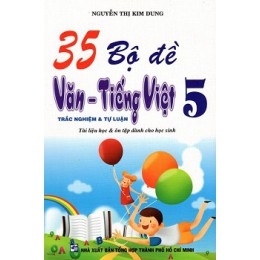 NGUYỄN THỊ KIM DUNG
35 Bộ đề
Văn - Tiếng Việt 5
TRẮC NGHIỆM & TỰ LUẬN
Tài liệu học & ôn tập dành cho học sinh
NHÀ XUẤT BẢN TỔNG HỢP THÀNH PHỐ HỒ CHÍ MINH